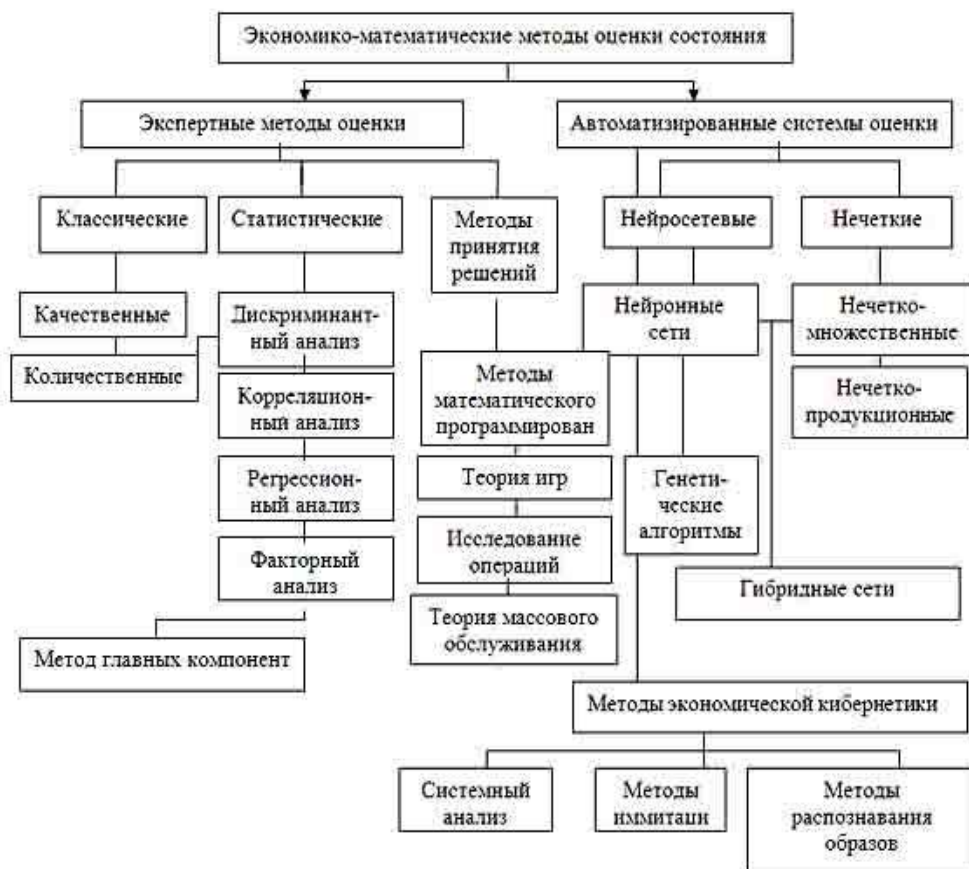 Экономико-математические методы оценки состояния
Экспертные методы оценки
Автоматизированные системы оценки
Классические
Статистические
Методы
принятия
решений
Нейросетевые
Нечеткие
Качественные
Количественные
Дискриминант-
ный анализ
Корреляцион-
ный анализ
Регрессион-
ный анализ
Факторный
анализ
Метод главных компонент
Методы
математического
программирован
Теория игр
Исследование
операций
Теория массового
обслуживания
Нейронные
сети
Генети-
ческие
алгоритмы
Нечетко-
множественные
Нечетко-
продукционные
Гибридные сети
Методы экономической кибернетики
Системный
анализ
Методы
иммитаци
Методы
распознавания
образов